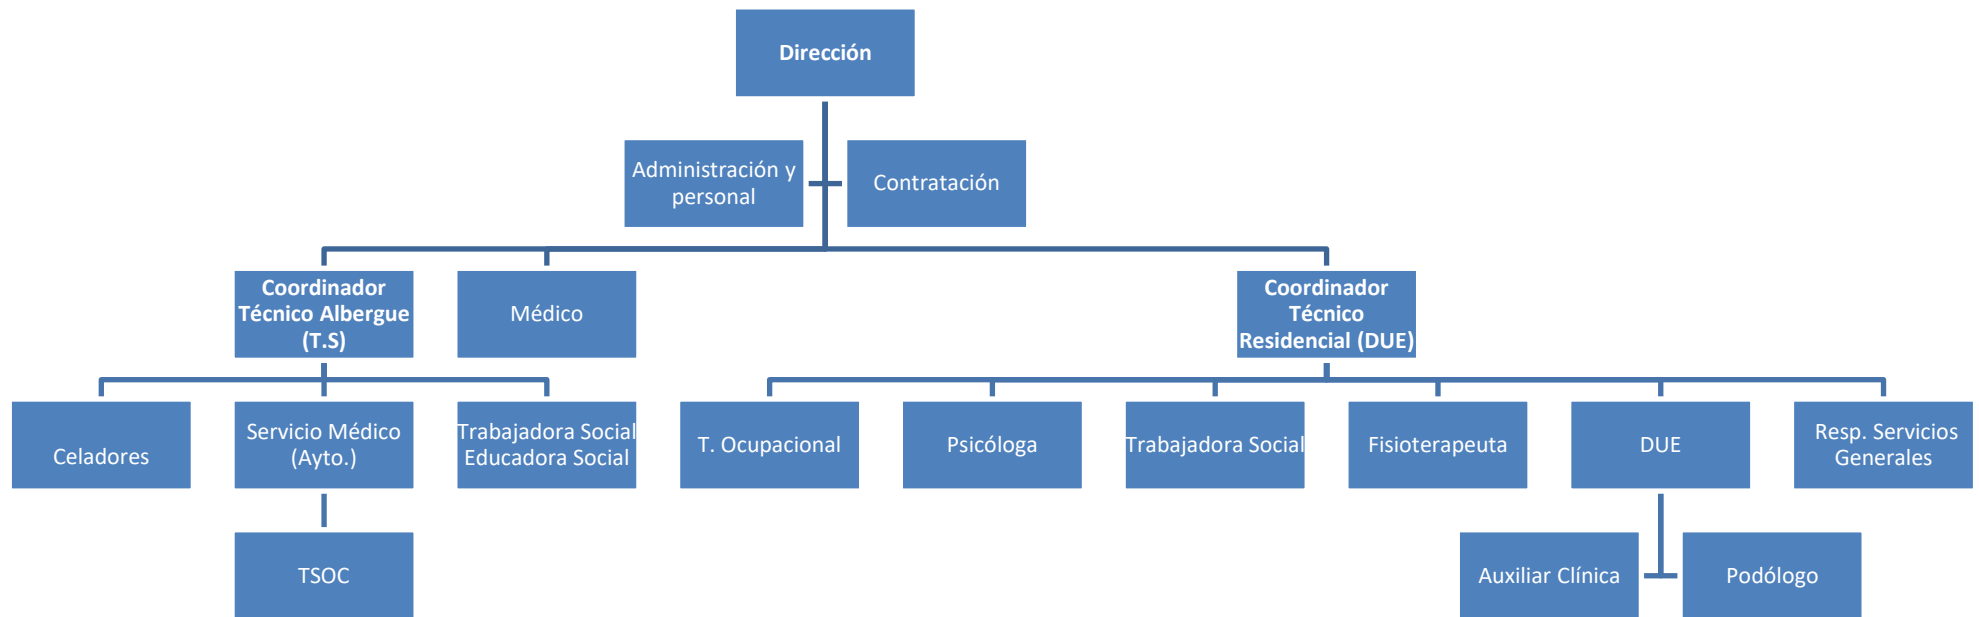 Dirección
Administración y
personal
Contratación
Coordinador
Técnico Albergue
(T.S)
Médico
Coordinador
Técnico
Residencial (DUE)
Celadores
Servicio Médico
(Ayto.)
Trabajadora Social
Educadora Social
T. Ocupacional
Psicóloga
Trabajadora Social
Fisioterapeuta
DUE
Resp. Servicios
Generales
TSOC
Auxiliar Clínica
Podólogo